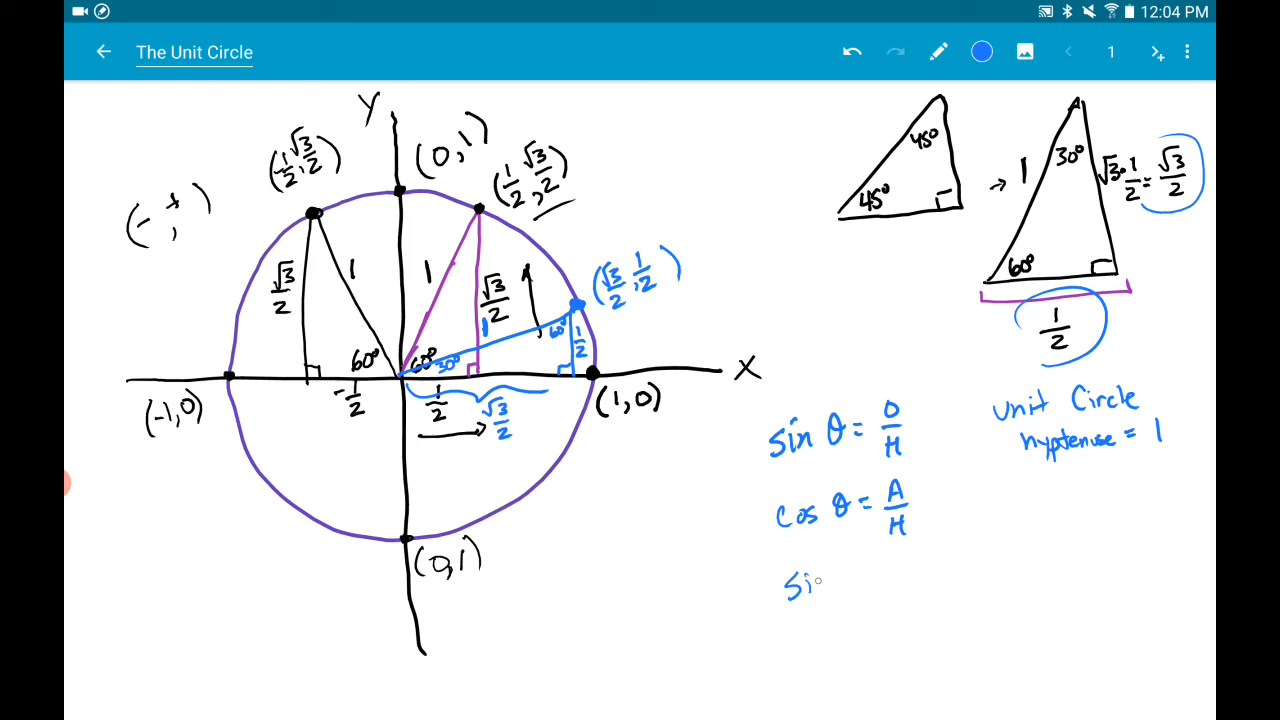 12:04 PM
The Unit Circle
1
Y
(-1/2, √3/2)
(0, 1)
(1/2, √3/2)
(-, +)
(√3/2, 1/2)
√3/2
1
1
√3/2
1
60°
1/2
60°
60°
30°
X
(-1, 0)
-1/2
1/2
√3/2
(1, 0)
(0, 1)
45°
45°
→ 1
30°
√3·1/2 = √3/2
60°
1/2
unit Circle
hyptenuse = 1
sin θ = O/H
cos θ = A/H
si